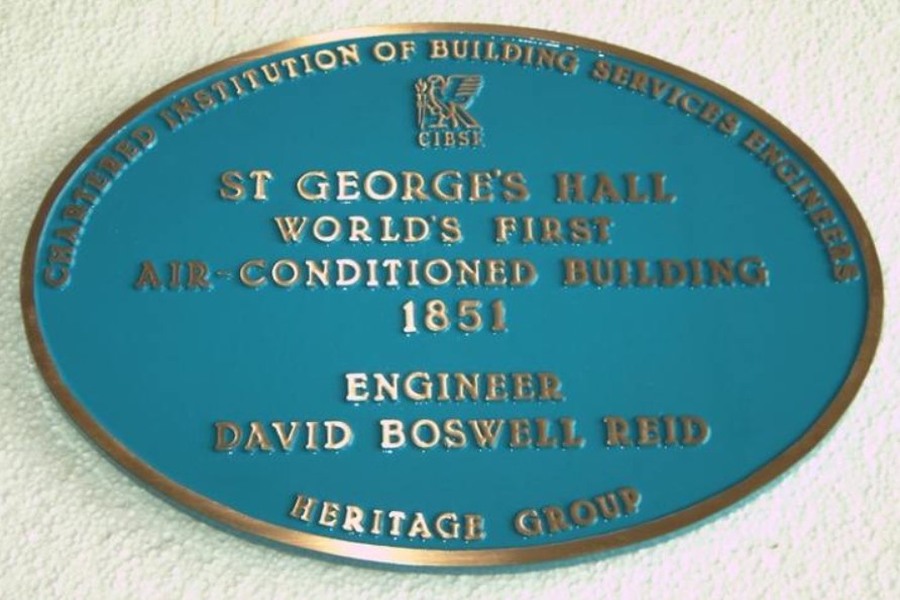 CHARTERED INSTITUTION OF BUILDING SERVICES ENGINEERS
CIBSE
ST GEORGE'S HALL
WORLD'S FIRST
AIR-CONDITIONED BUILDING
1851
ENGINEER
DAVID BOSWELL REID
HERITAGE GROUP